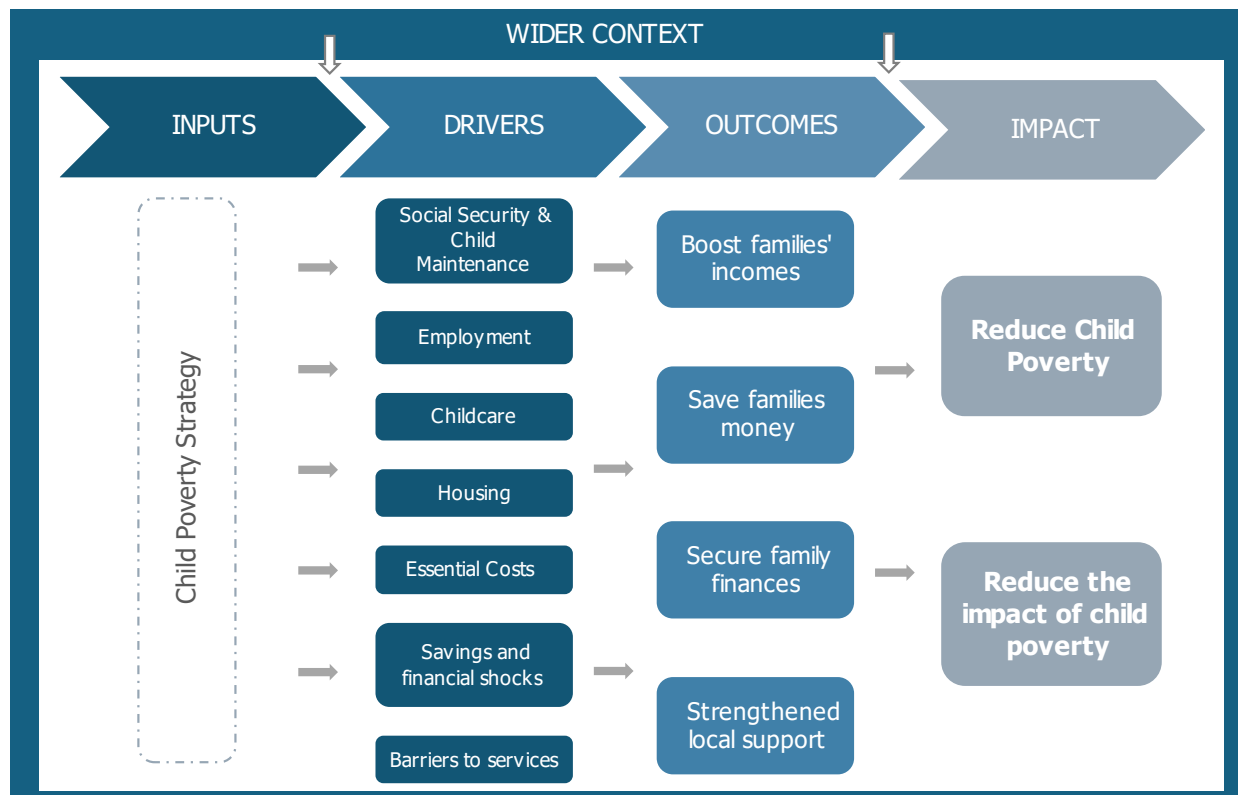 WIDER CONTEXT
INPUTS
DRIVERS
OUTCOMES
IMPACT
Child Poverty Strategy
Social Security &
Child
Maintenance
Employment
Childcare
Housing
Essential Costs
Savings and
financial shocks
Barriers to services
Boost families'
incomes
Save families
money
Secure family
finances
Strengthened
local support
Reduce Child
Poverty
Reduce the
impact of child
poverty